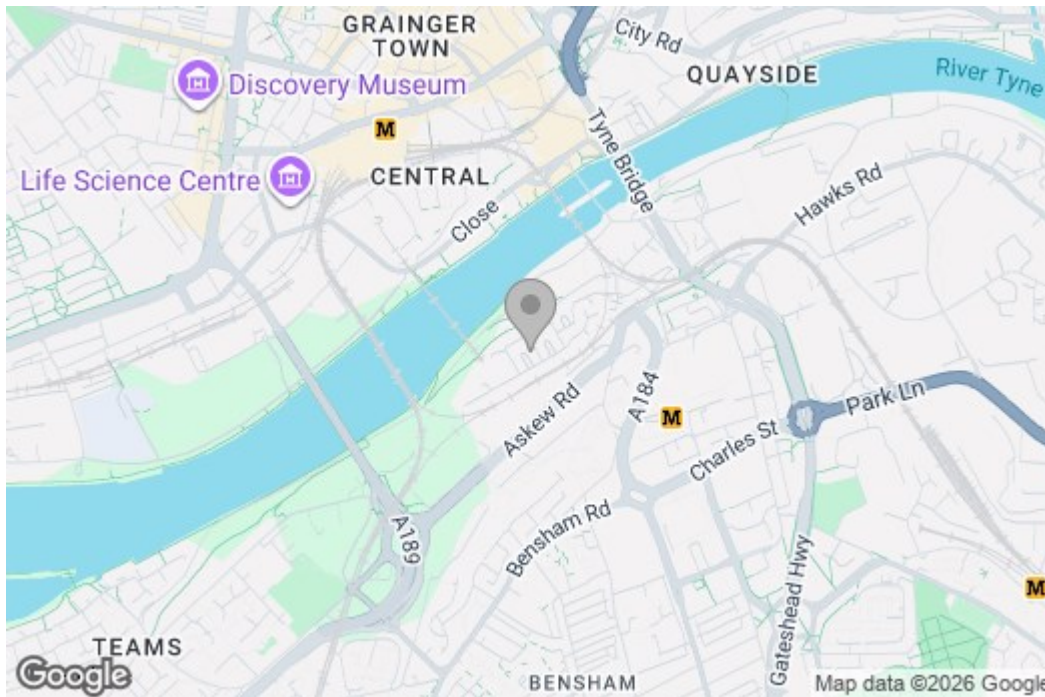 GRAINGER
TOWN
City Rd
QUAYSIDE
River Tyne
Discovery Museum
M
Tyne Bridge
Life Science Centre
CENTRAL
Close
Hawks Rd
Askew Rd
A184
M
Park Ln
Charles St
Bensham Rd
A189
Gateshead Hwy
M
TEAMS
BENSHAM
Google
Map data ©2026 Google